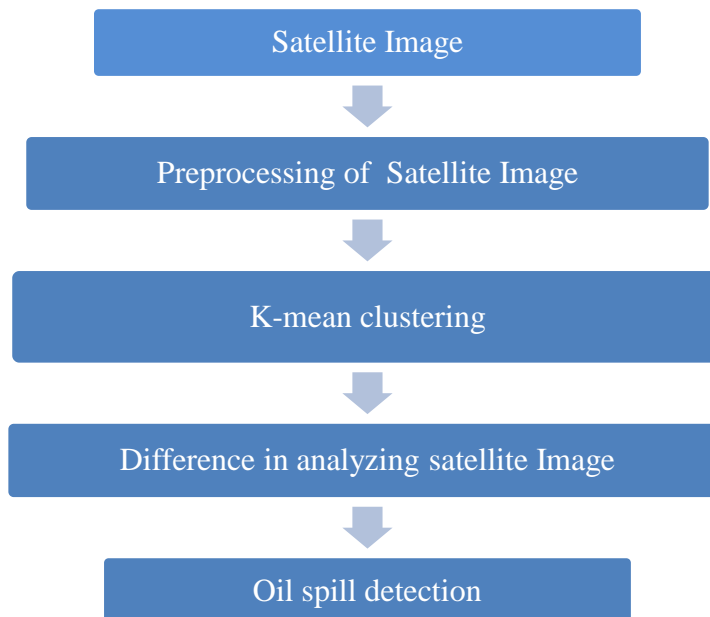 Satellite Image
Preprocessing of  Satellite Image
K-mean clustering
Difference in analyzing satellite Image
Oil spill detection